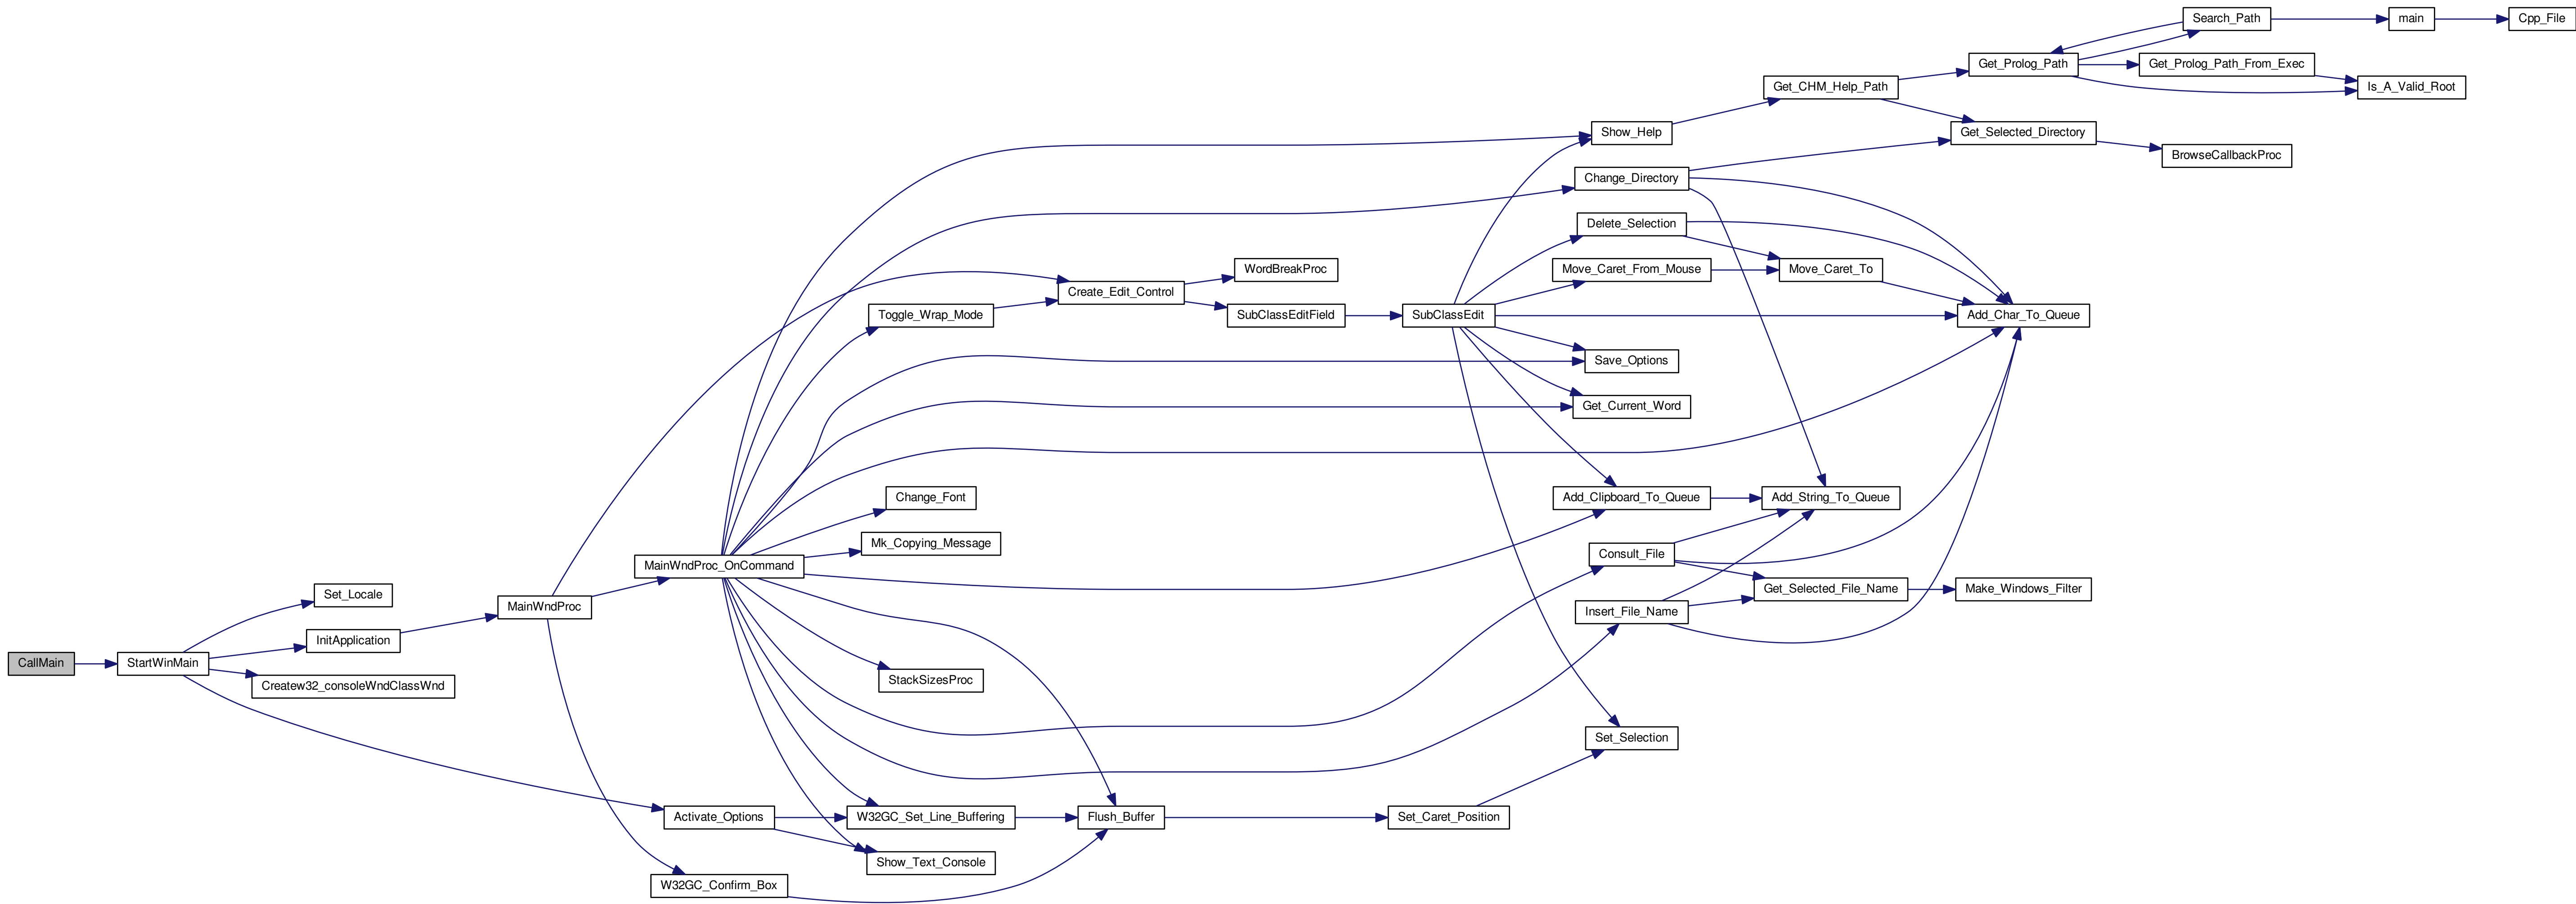 Search_Path
main
Cpp_File
Get_Prolog_Path
Get_Prolog_Path_From_Exec
Get_CHM_Help_Path
Is_A_Valid_Root
Show_Help
Get_Selected_Directory
BrowseCallbackProc
Change_Directory
Delete_Selection
WordBreakProc
Move_Caret_From_Mouse
Move_Caret_To
Create_Edit_Control
Toggle_Wrap_Mode
SubClassEditField
SubClassEdit
Add_Char_To_Queue
Save_Options
Get_Current_Word
Change_Font
Add_Clipboard_To_Queue
Add_String_To_Queue
Mk_Copying_Message
Consult_File
MainWndProc_OnCommand
Set_Locale
Get_Selected_File_Name
Make_Windows_Filter
MainWndProc
Insert_File_Name
InitApplication
CallMain
StartWinMain
Createw32_consoleWndClassWnd
StackSizesProc
Set_Selection
Activate_Options
W32GC_Set_Line_Buffering
Flush_Buffer
Set_Caret_Position
Show_Text_Console
W32GC_Confirm_Box